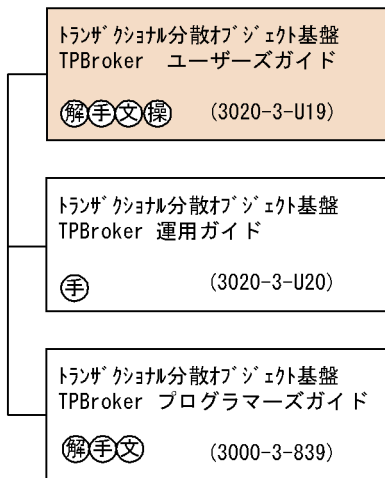 トランザクショナル分散オブジェクト基盤
TPBroker ユーザーズガイド
解手文操 (3020-3-U19)
トランザクショナル分散オブジェクト基盤
TPBroker 運用ガイド
手 (3020-3-U20)
トランザクショナル分散オブジェクト基盤
TPBroker プログラマーズガイド
解手文 (3000-3-839)